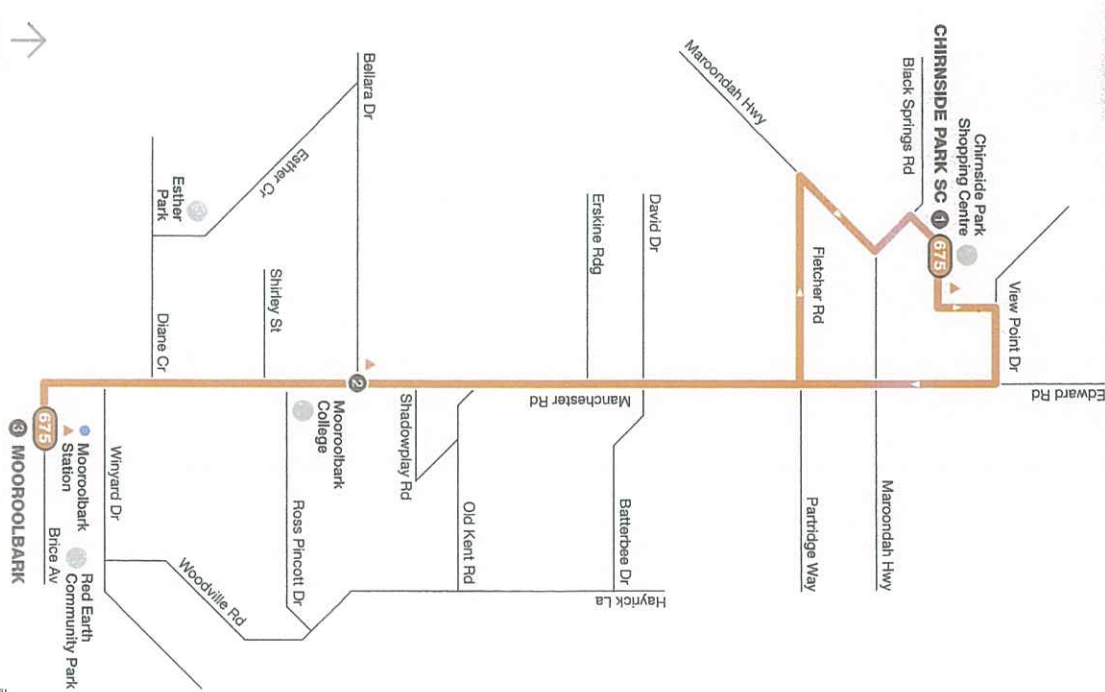 CHIRNSIDE PARK SC 1
675
Chirnside Park
Shopping Centre
Black Springs Rd
View Point Dr
Edward Rd
Maroondah Hwy
Fletcher Rd
Maroondah Hwy
Partridge Way
David Dr
Erskine Rdg
Manchester Rd
Batterbee Dr
Hayrick La
Old Kent Rd
Shadowplay Rd
Bellara Dr
2
Mooroolbark
College
Esther Cr
Esther
Park
Shirley St
Ross Pincott Dr
Diane Cr
Woodville Rd
Winyard Dr
675
Mooroolbark
Station
Red Earth
Community Park
Brice Av
3 MOOROOLBARK